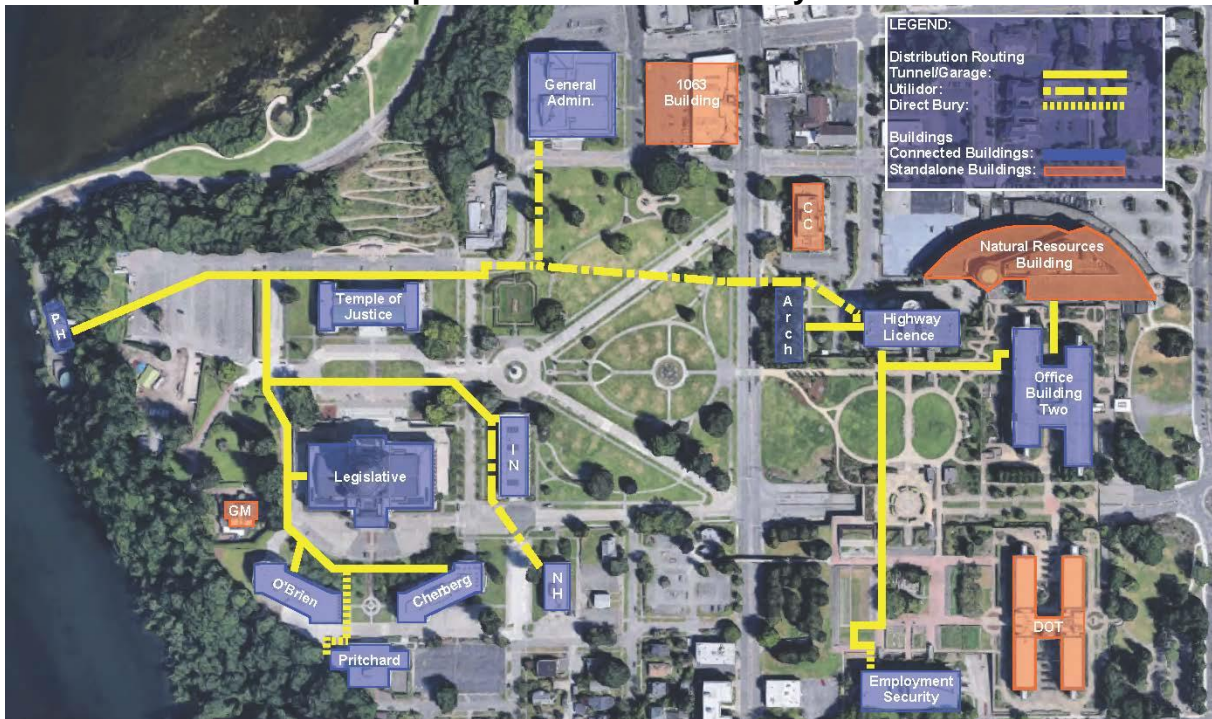 LEGEND:
Distribution Routing
Tunnel/Garage:
Utilidor:
Direct Bury:
Buildings
Connected Buildings:
Standalone Buildings:
General
Admin.
1063
Building
C
C
Natural Resources
Building
Temple of
Justice
P
H
A
r
c
h
Highway
Licence
Office
Building
Two
I
N
Legislative
GM
O'Brien
Cherberg
N
H
Pritchard
DOT
Employment
Security